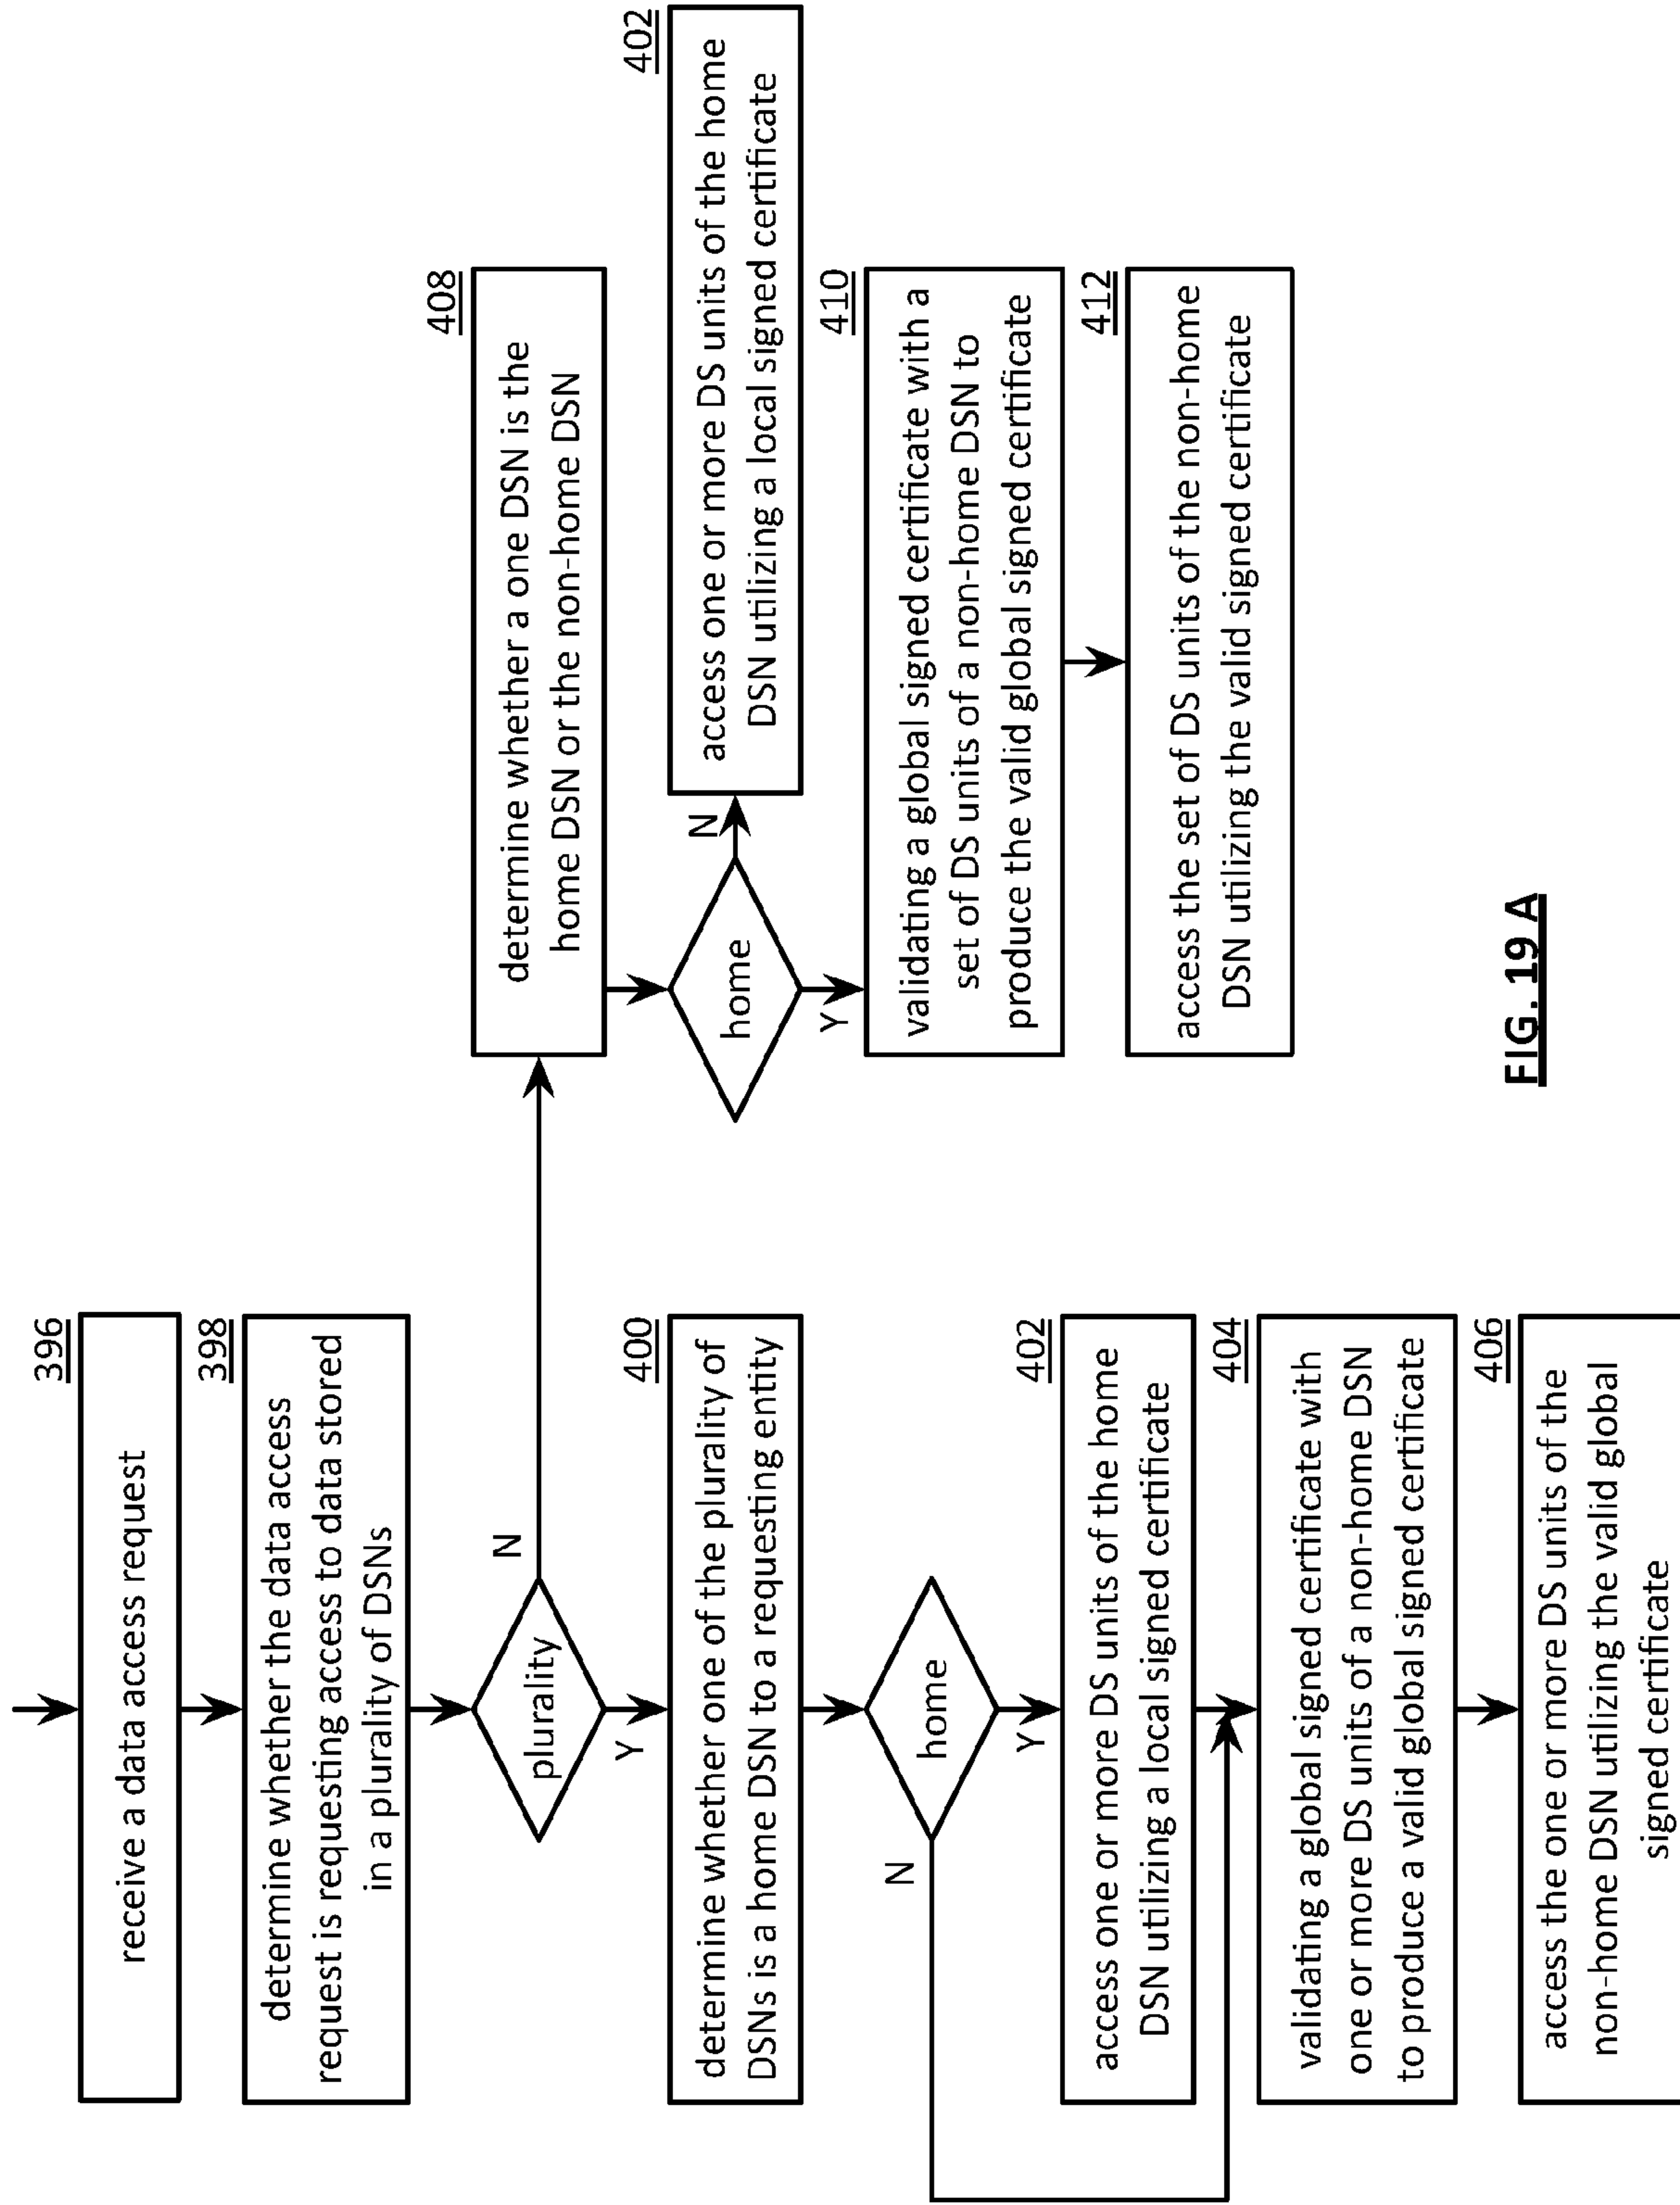 396
receive a data access request
398
determine whether the data access
request is requesting access to data stored
in a plurality of DSNs
plurality
N
Y
400
determine whether one of the plurality of
DSNs is a home DSN to a requesting entity
home
N
Y
402
access one or more DS units of the home
DSN utilizing a local signed certificate
404
validating a global signed certificate with
one or more DS units of a non-home DSN
to produce a valid global signed certificate
406
access the one or more DS units of the
non-home DSN utilizing the valid global
signed certificate
408
determine whether a one DSN is the
home DSN or the non-home DSN
home
N
Y
402
access one or more DS units of the home
DSN utilizing a local signed certificate
410
validating a global signed certificate with a
set of DS units of a non-home DSN to
produce the valid global signed certificate
412
access the set of DS units of the non-home
DSN utilizing the valid signed certificate
FIG. 19 A